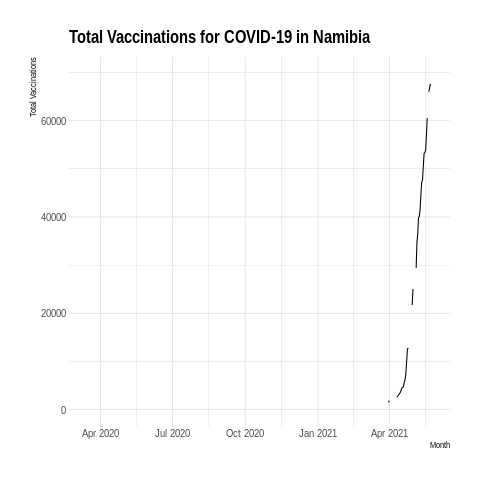 Total Vaccinations for COVID-19 in Namibia
Total Vaccinations
60000
40000
20000
0
Apr 2020 Jul 2020 Oct 2020 Jan 2021 Apr 2021
Month